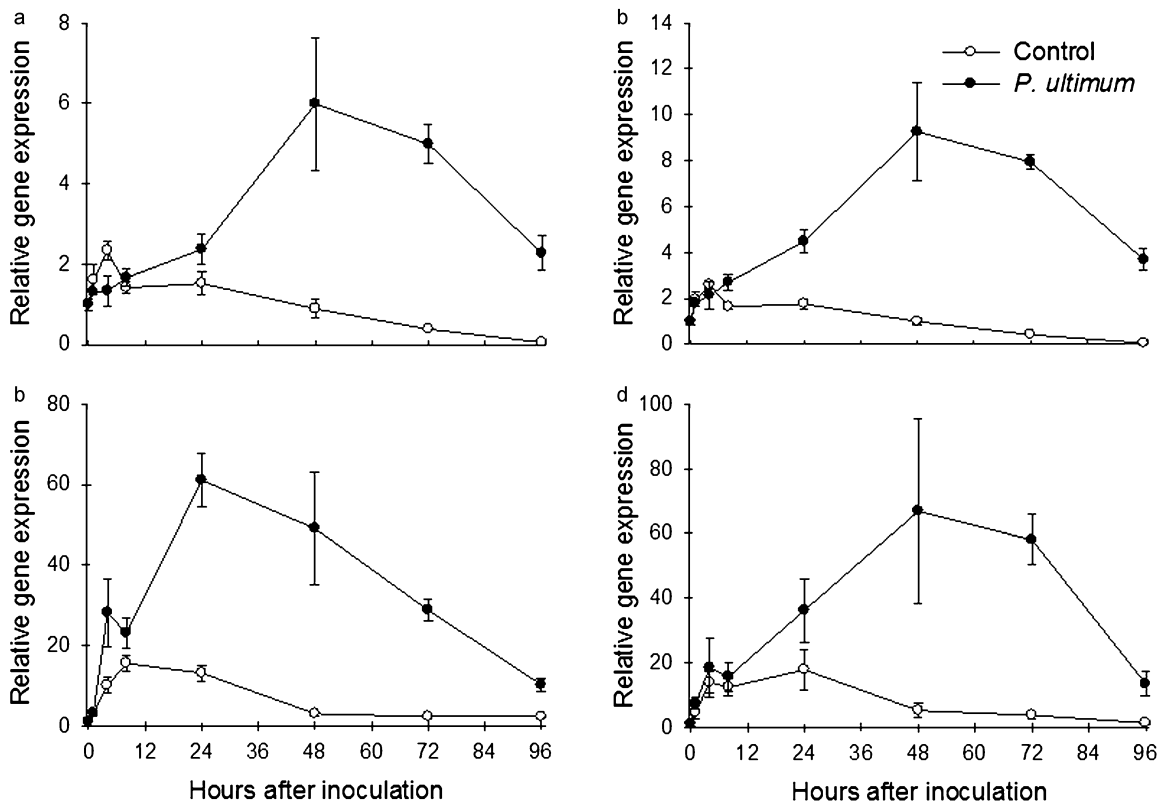 a
8
6
4
2
0
Relative gene expression
b
14
12
10
8
6
4
2
0
Relative gene expression
Control
P. ultimum
b
80
60
40
20
0
Relative gene expression
0 12 24 36 48 60 72 84 96
Hours after inoculation
d
100
80
60
40
20
0
Relative gene expression
0 12 24 36 48 60 72 84 96
Hours after inoculation